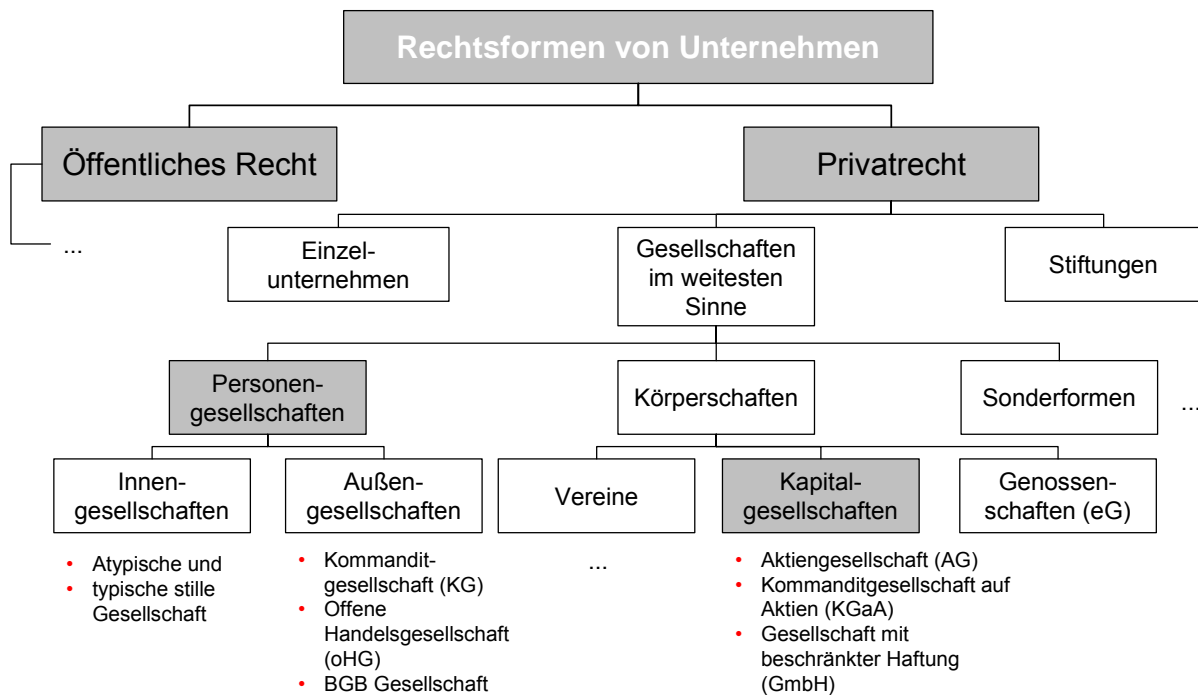 Rechtsformen von Unternehmen
Öffentliches Recht
Privatrecht
...
Einzel-
unternehmen
Gesellschaften
im weitesten
Sinne
Stiftungen
Personen-
gesellschaften
Körperschaften
Sonderformen
...
Innen-
gesellschaften
Außen-
gesellschaften
Vereine
Kapital-
gesellschaften
Genossen-
schaften (eG)
• Atypische und
• typische stille
Gesellschaft
• Kommandit-
gesellschaft (KG)
• Offene
Handelsgesellschaft
(oHG)
• BGB Gesellschaft
...
• Aktiengesellschaft (AG)
• Kommanditgesellschaft auf
Aktien (KGaA)
• Gesellschaft mit
beschränkter Haftung
(GmbH)